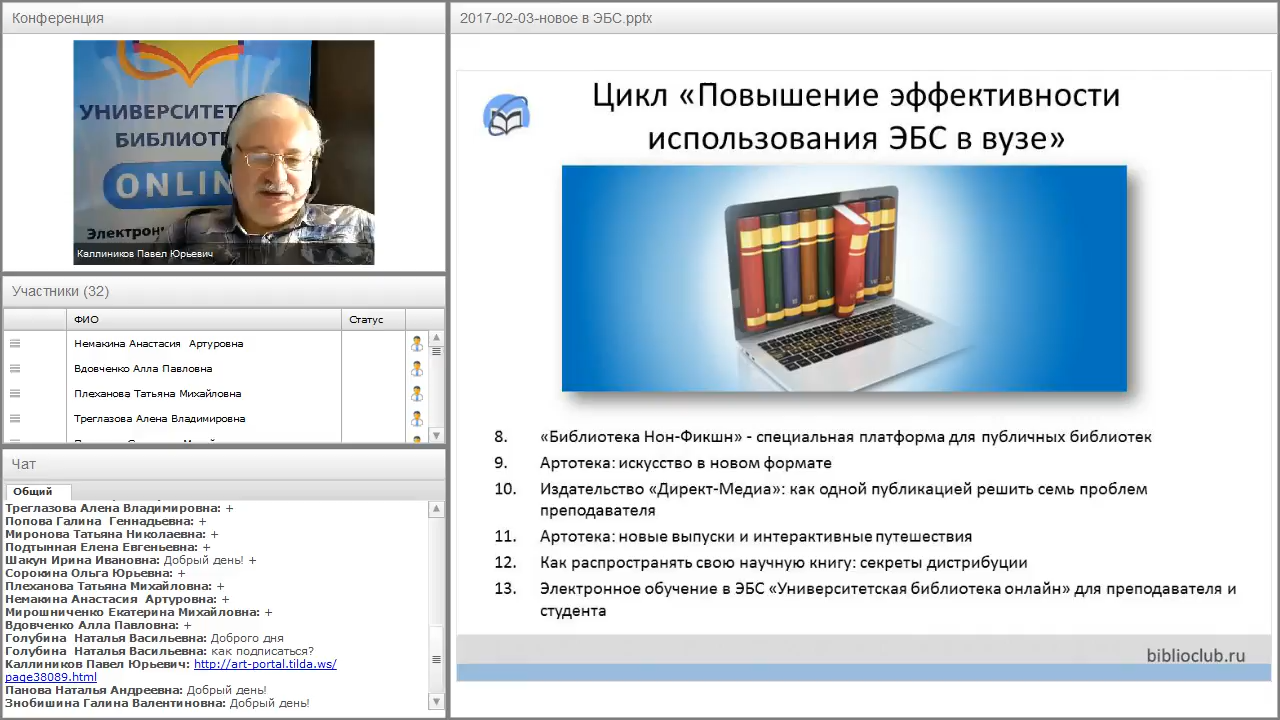 Конференция
УНИВЕРСИТЕТ
БИБЛИОТЕ
ONLIN
Электрон
Каллиников Павел Юрьевич
Участники (32)
ФИО
Статус
Немакина Анастасия Артуровна
Вдовченко Алла Павловна
Плеханова Татьяна Михайловна
Треглазова Алена Владимировна
Чат
Общий
Треглазова Алена Владимировна: +
Попова Галина Геннадьевна: +
Миронова Татьяна Николаевна: +
Подтынная Елена Евгеньевна: +
Шакун Ирина Ивановна: Добрый день! +
Сорокина Ольга Юрьевна: +
Плеханова Татьяна Михайловна: +
Немакина Анастасия Артуровна: +
Мирошниченко Екатерина Михайловна: +
Вдовченко Алла Павловна: +
Голубина Наталья Васильевна: Доброго дня
Голубина Наталья Васильевна: как подписаться?
Каллиников Павел Юрьевич: http://art-portal.tilda.ws/
page38089.html
Панова Наталья Андреевна: Добрый день!
Знобишина Галина Валентиновна: Добрый день!
2017-02-03-новое в ЭБС.pptx
Цикл «Повышение эффективности
использования ЭБС в вузе»
8. «Библиотека Нон-Фикшн» - специальная платформа для публичных библиотек
9. Артотека: искусство в новом формате
10. Издательство «Директ-Медиа»: как одной публикацией решить семь проблем
преподавателя
11. Артотека: новые выпуски и интерактивные путешествия
12. Как распространять свою научную книгу: секреты дистрибуции
13. Электронное обучение в ЭБС «Университетская библиотека онлайн» для преподавателя и
студента
biblioclub.ru